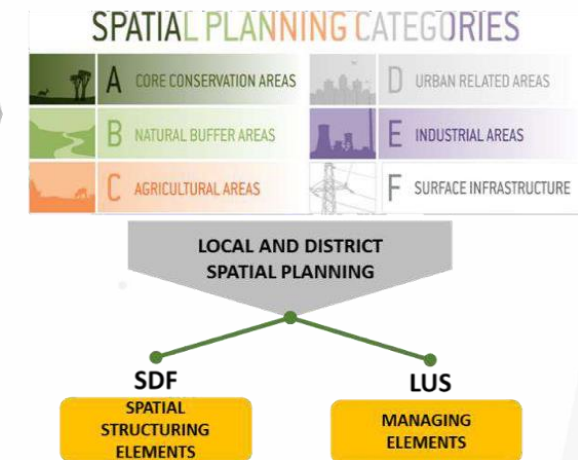 SPATIAL PLANNING CATEGORIES
A CORE CONSERVATION AREAS
D URBAN RELATED AREAS
B NATURAL BUFFER AREAS
E INDUSTRIAL AREAS
C AGRICULTURAL AREAS
F SURFACE INFRASTRUCTURE
LOCAL AND DISTRICT
SPATIAL PLANNING
SDF
SPATIAL
STRUCTURING
ELEMENTS
LUS
MANAGING
ELEMENTS